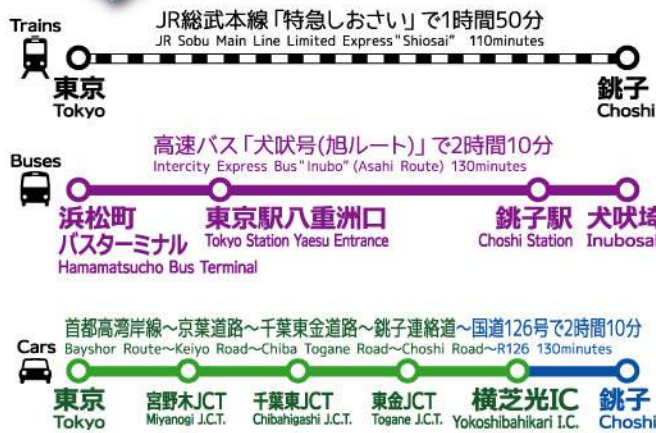 JR総武本線「特急しおさい」で1時間50分
JR Sobu Main Line Limited Express"Shiosai" 110minutes
Trains
東京
Tokyo
銚子
Choshi
高速バス「犬吠号(旭ルート)」で2時間10分
Intercity Express Bus"Inubo"(Asahi Route) 130minutes
Buses
浜松町
バスターミナル
Hamamatsucho Bus Terminal
東京駅八重洲口
Tokyo Station Yaesu Entrance
銚子駅
Choshi Station
犬吠埼
Inubosai
首都高湾岸線～京葉道路～千葉東金道路～銚子連絡道～国道126号で2時間10分
Bayshor Route～Keiyo Road～Chiba Togane Road～Choshi Road～R126 130minutes
Cars
東京
Tokyo
宮野木JCT
Miyanogi J.C.T.
千葉東JCT
Chibahigashi J.C.T.
東金JCT
Togane J.C.T.
横芝光IC
Yokoshibahikari I.C.
銚子
Choshi